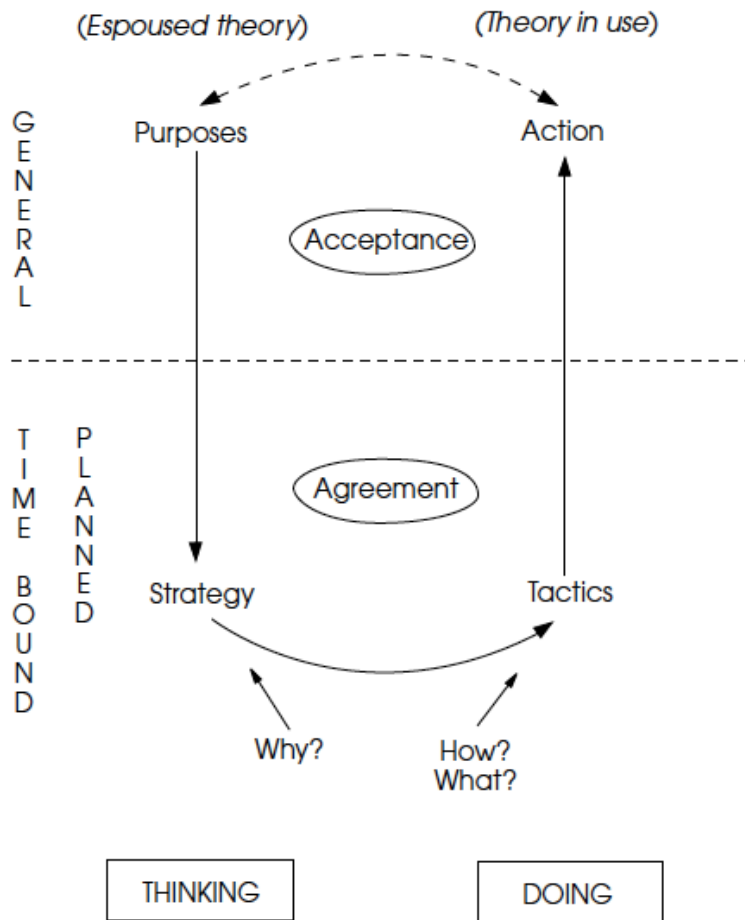 (Espoused theory)
(Theory in use)
GENERAL
Purposes
Action
Acceptance
TIME BOUND
PLANNED
Agreement
Strategy
Tactics
Why?
How?
What?
THINKING
DOING